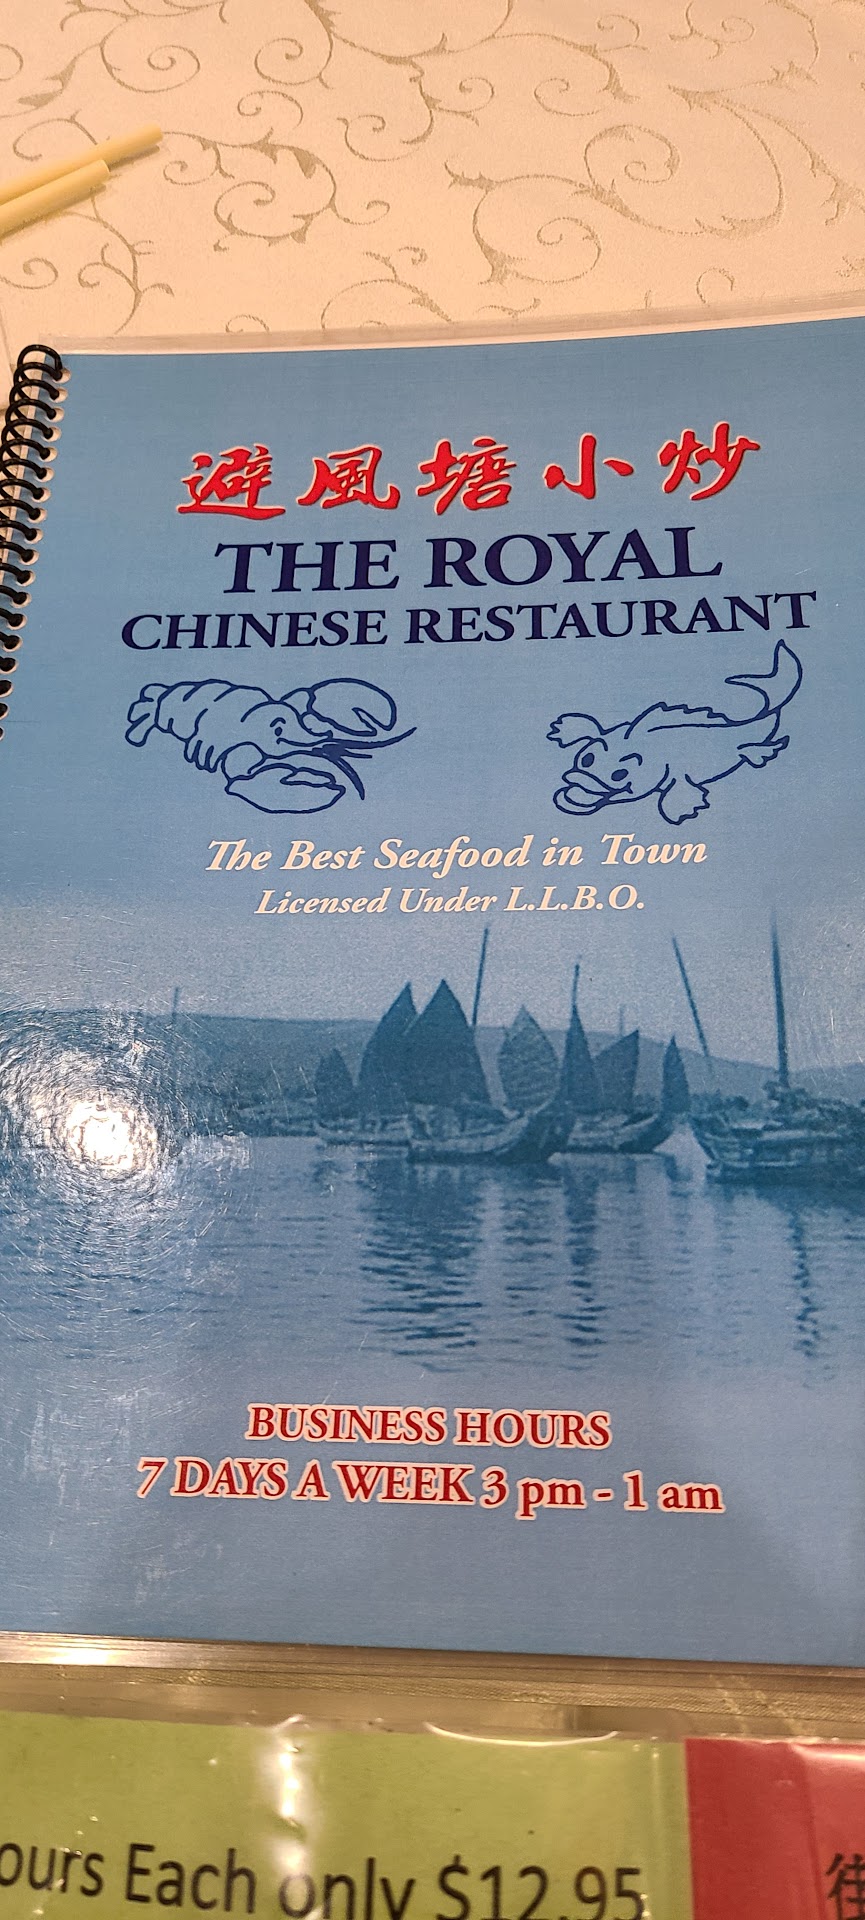 避風塘小炒
THE ROYAL
CHINESE RESTAURANT
The Best Seafood in Town
Licensed Under L.L.B.O.
BUSINESS HOURS
7 DAYS A WEEK 3 pm - 1 am
ours Each only $12.95